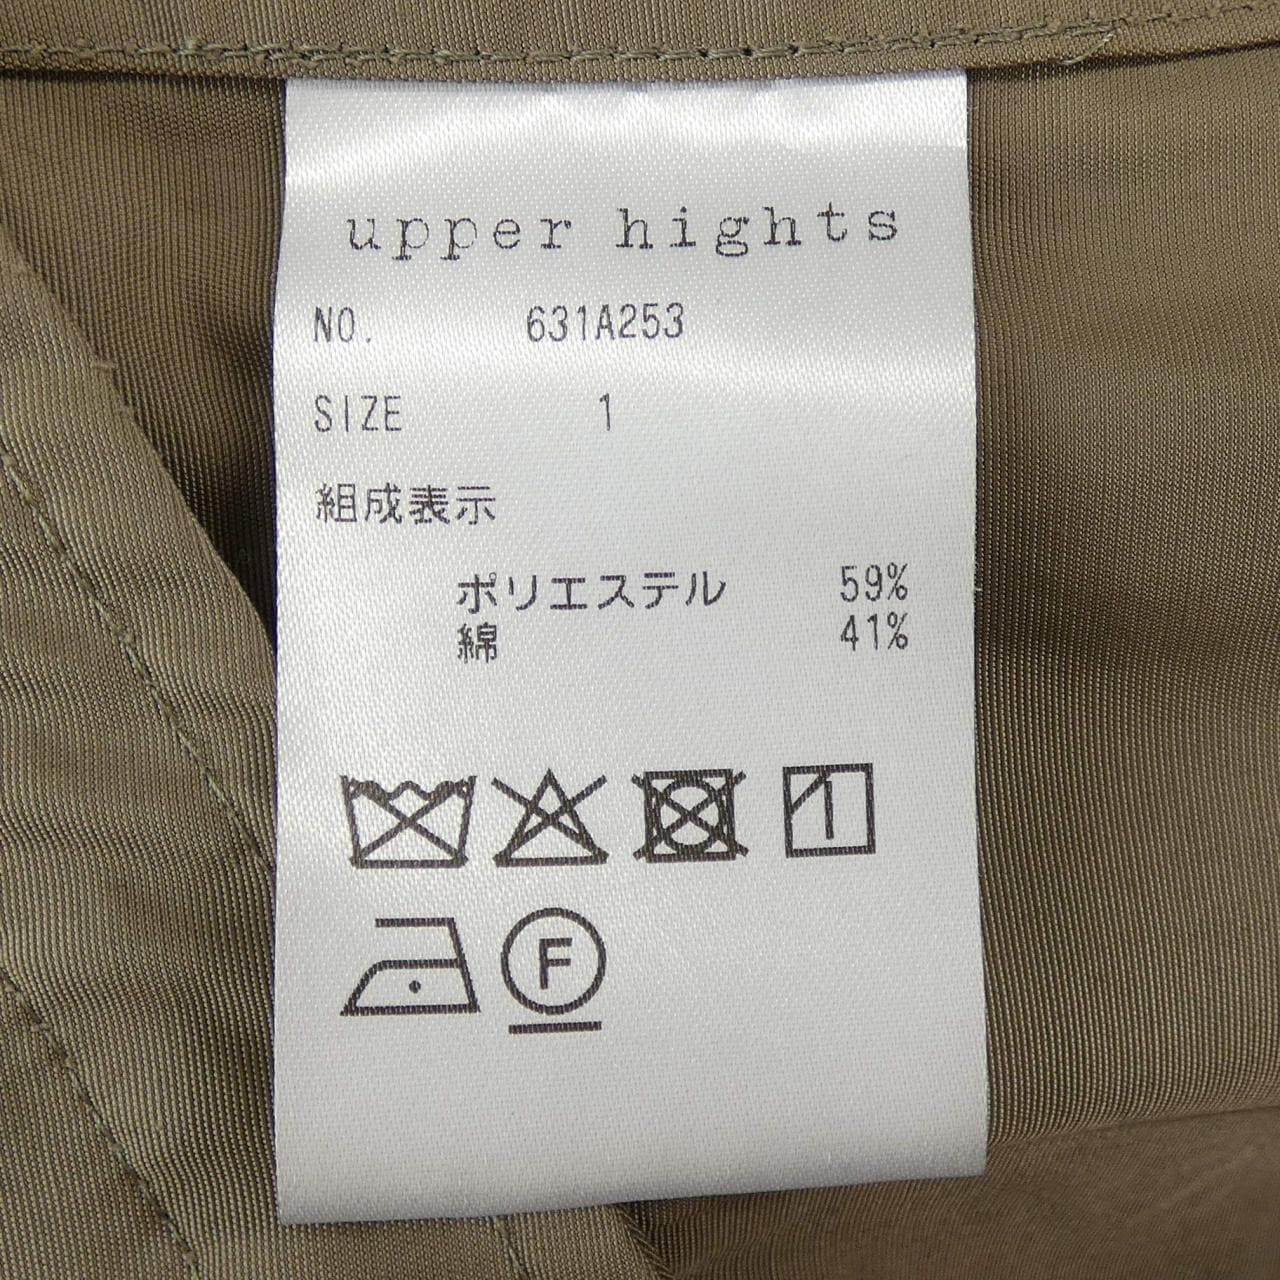 upper hights
NO. 631A253
SIZE 1
組成表示
ポリエステル 59%
綿 41%
F